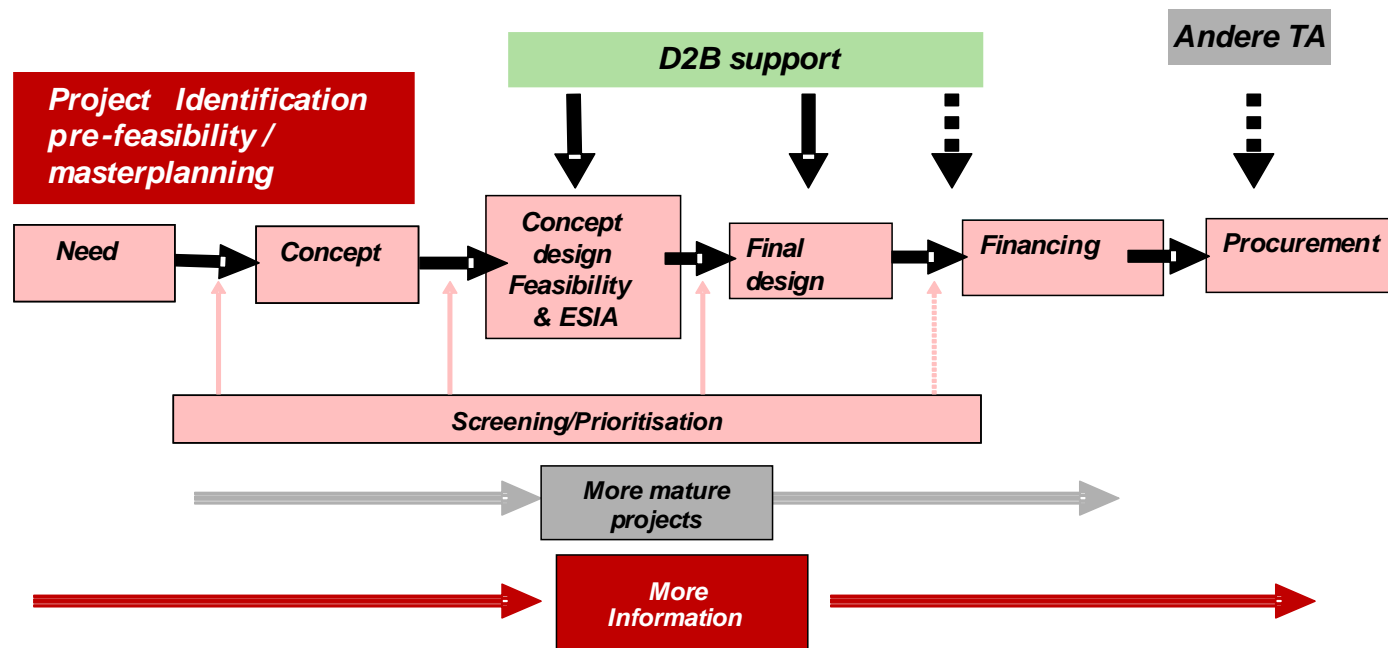 Andere TA
D2B support
Project Identification
pre-feasibility /
masterplanning
Need
Concept
Concept
design
Feasibility
& ESIA
Final
design
Financing
Procurement
Screening/Prioritisation
More mature
projects
More
Information